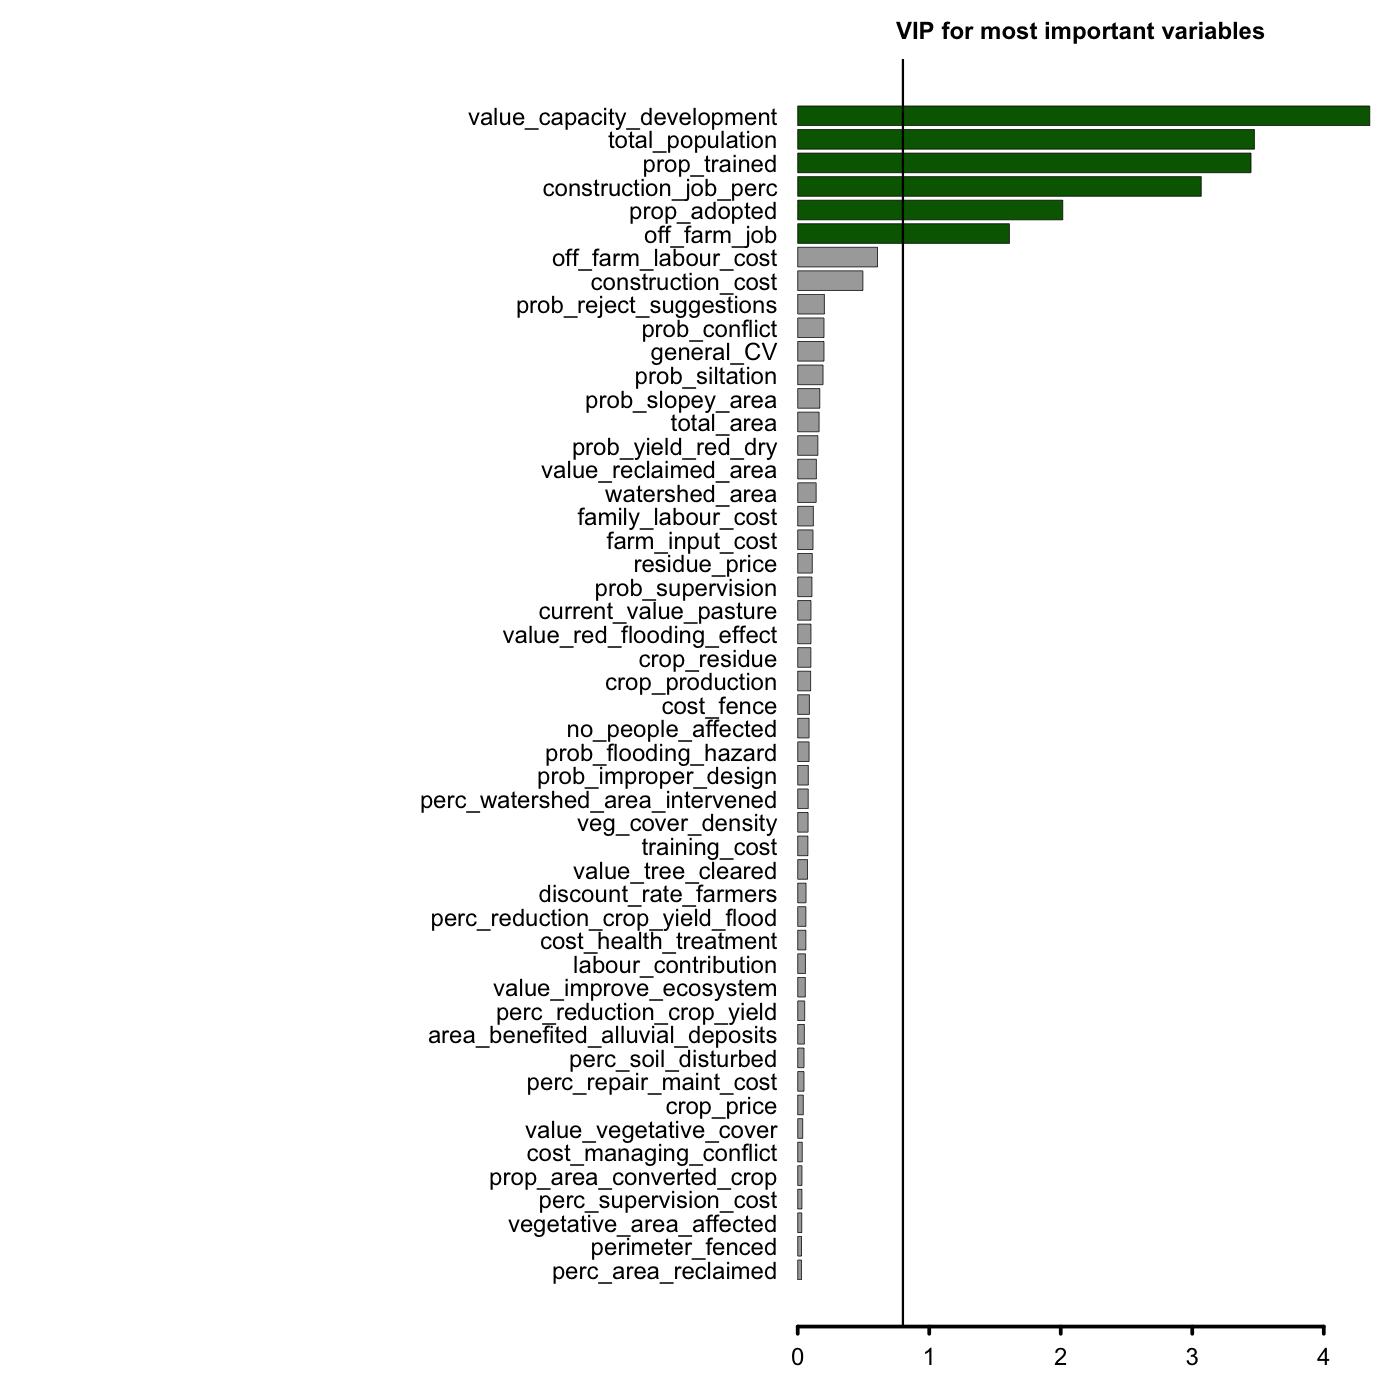 VIP for most important variables
value_capacity_development
total_population
prop_trained
construction_job_perc
prop_adopted
off_farm_job
off_farm_labour_cost
construction_cost
prob_reject_suggestions
prob_conflict
general_CV
prob_siltation
prob_slopey_area
total_area
prob_yield_red_dry
value_reclaimed_area
watershed_area
family_labour_cost
farm_input_cost
residue_price
prob_supervision
current_value_pasture
value_red_flooding_effect
crop_residue
crop_production
cost_fence
no_people_affected
prob_flooding_hazard
prob_improper_design
perc_watershed_area_intervened
veg_cover_density
training_cost
value_tree_cleared
discount_rate_farmers
perc_reduction_crop_yield_flood
cost_health_treatment
labour_contribution
value_improve_ecosystem
perc_reduction_crop_yield
area_benefited_alluvial_deposits
perc_soil_disturbed
perc_repair_maint_cost
crop_price
value_vegetative_cover
cost_managing_conflict
prop_area_converted_crop
perc_supervision_cost
vegetative_area_affected
perimeter_fenced
perc_area_reclaimed
0 1 2 3 4